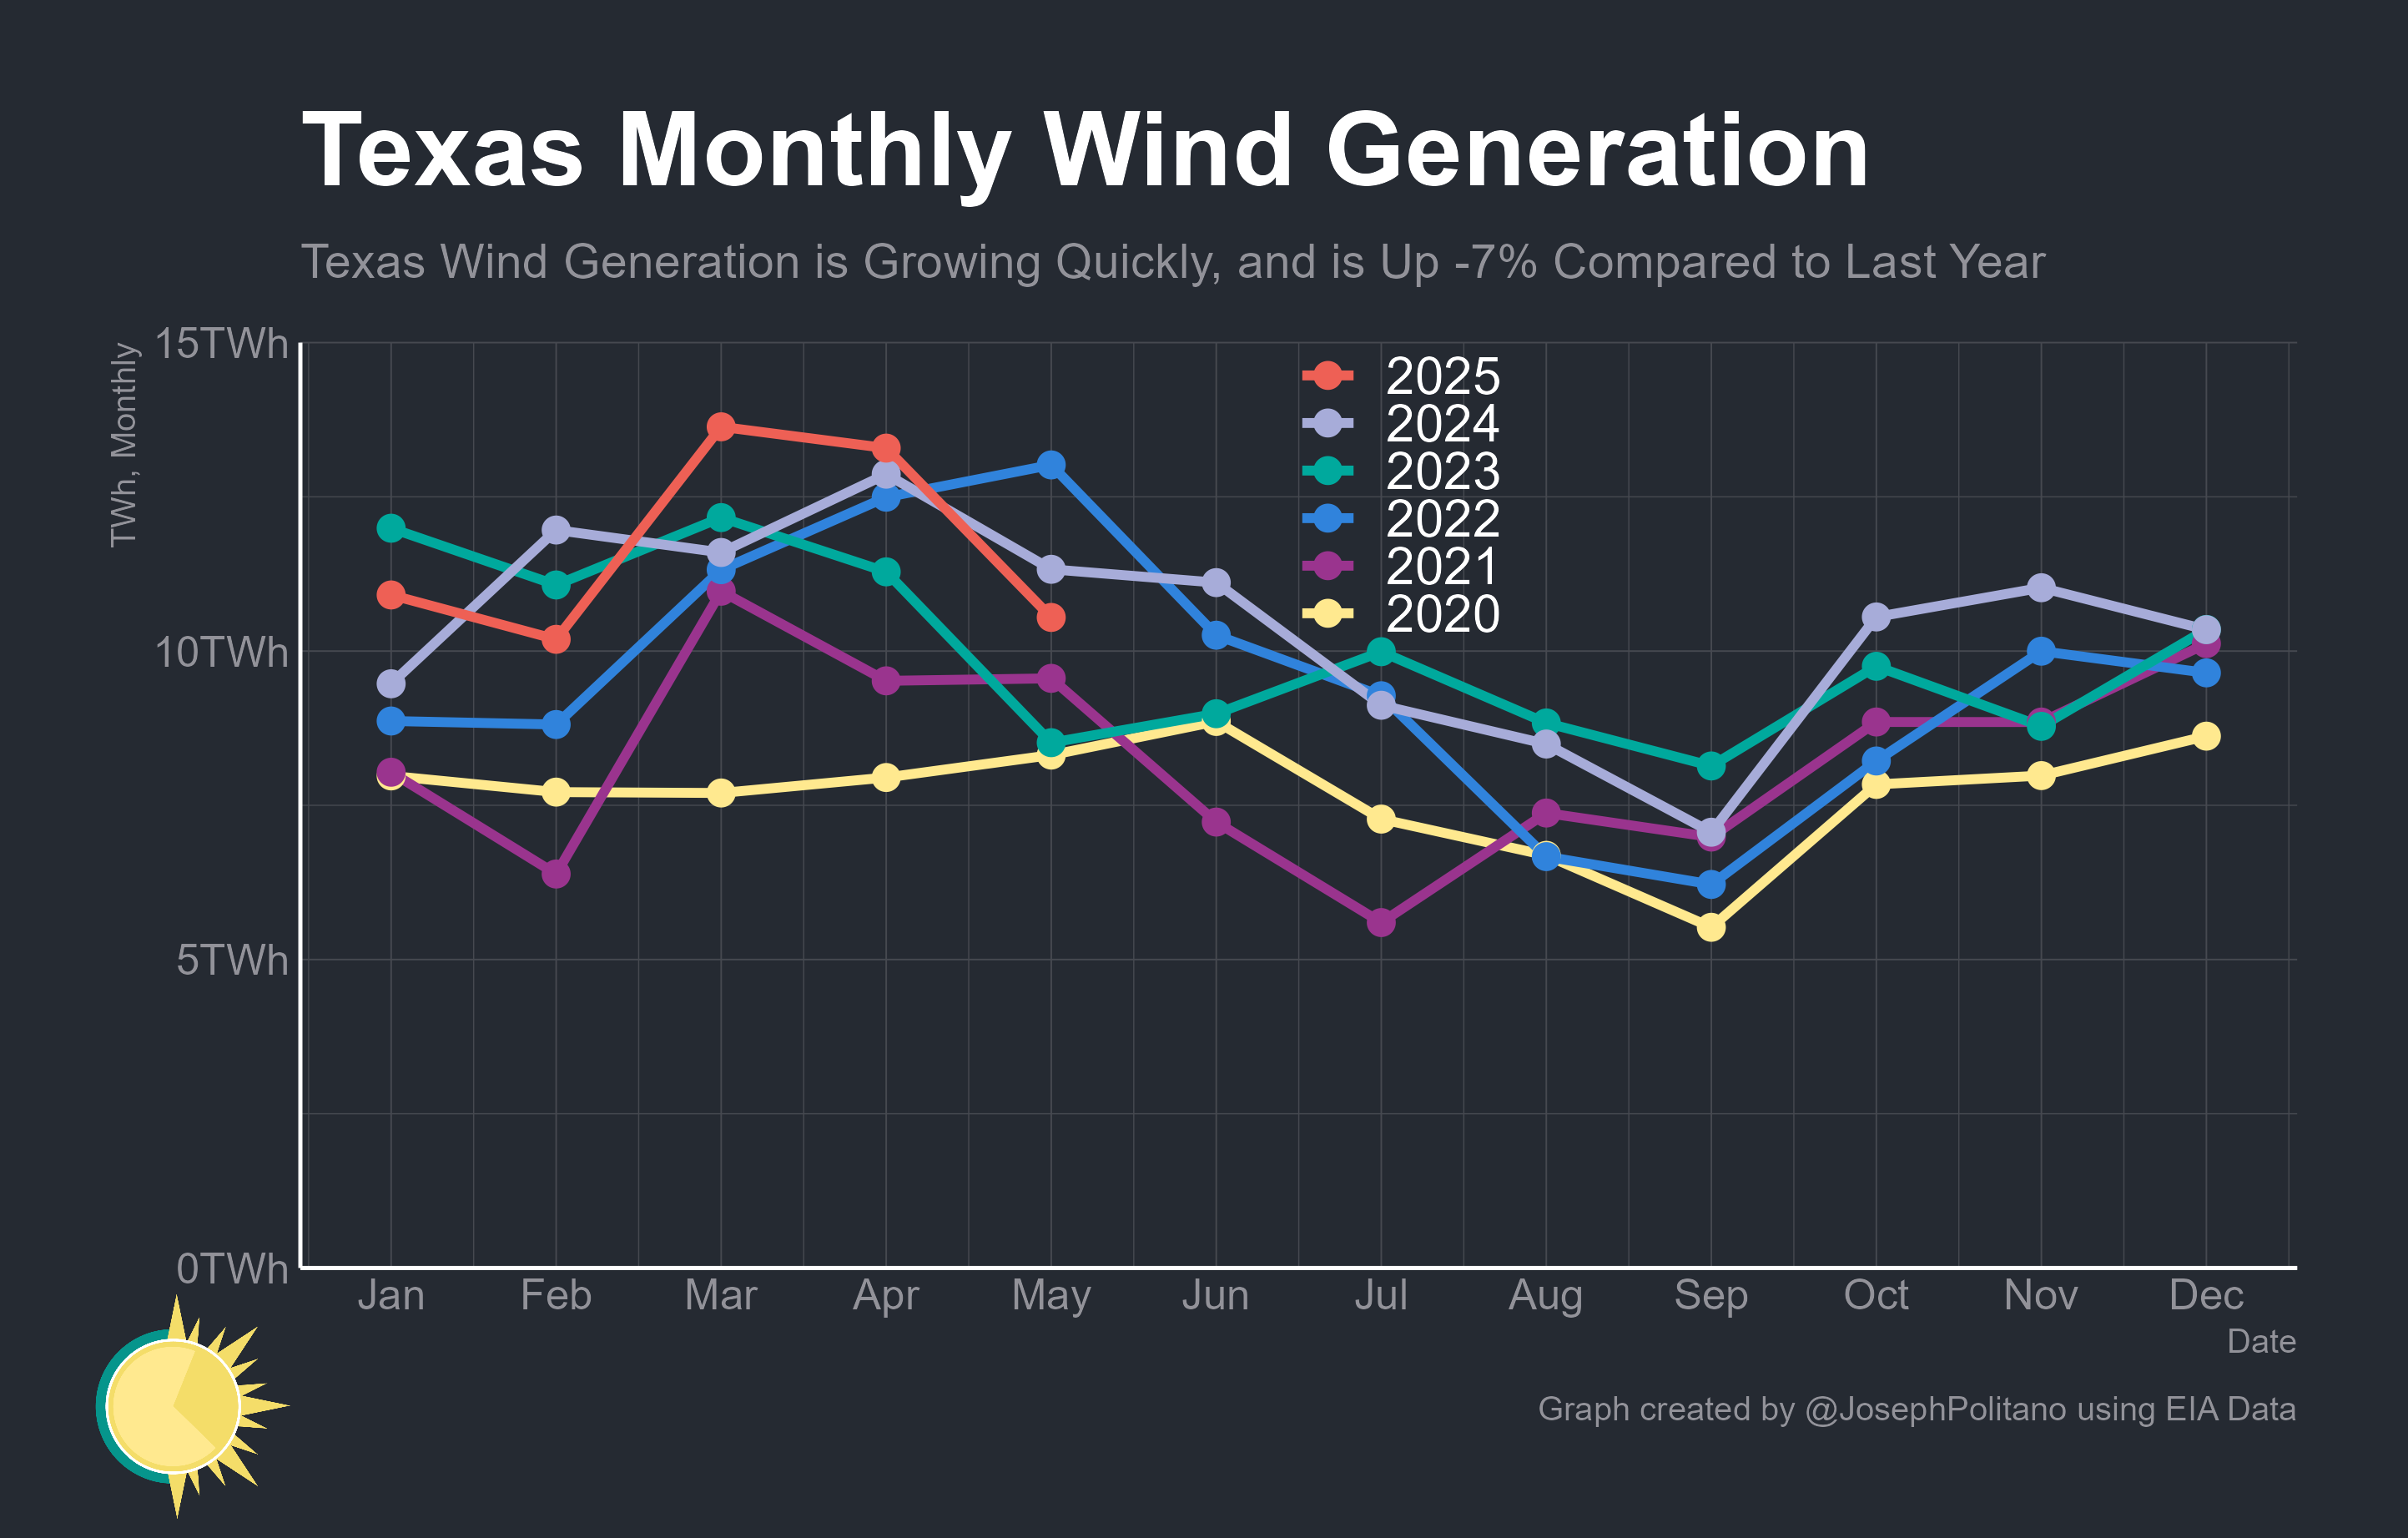 Texas Monthly Wind Generation
Texas Wind Generation is Growing Quickly, and is Up -7% Compared to Last Year
TWh, Monthly
15TWh
10TWh
5TWh
0TWh
2025
2024
2023
2022
2021
2020
Jan Feb Mar Apr May Jun Jul Aug Sep Oct Nov Dec
Date
Graph created by @JosephPolitano using EIA Data